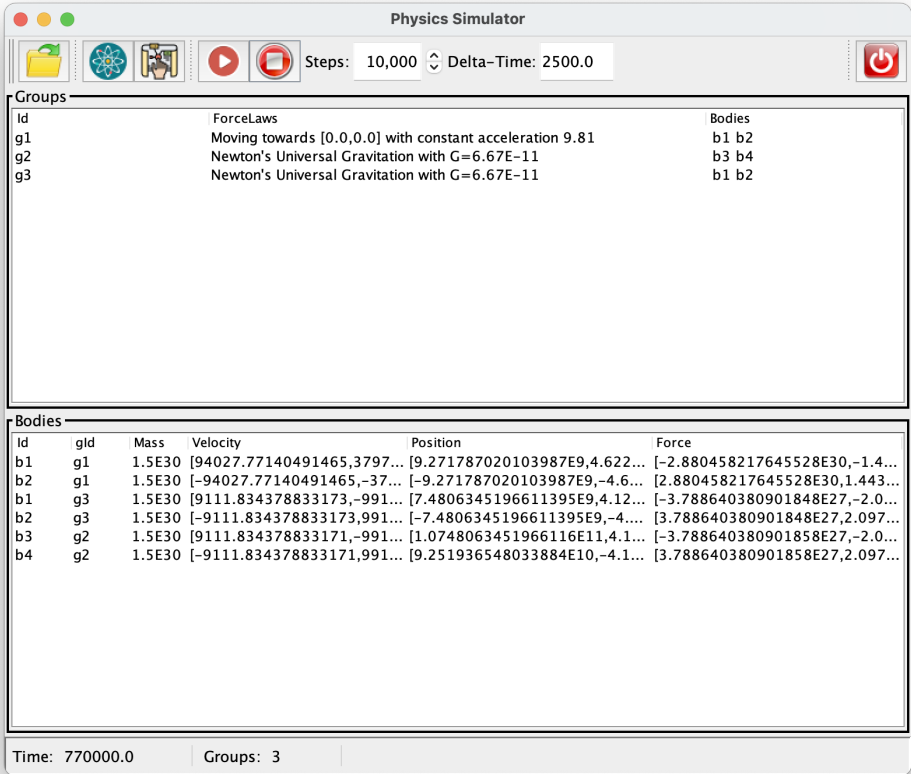 Physics Simulator
Steps: 10,000 Delta-Time: 2500.0
Groups
Id ForceLaws Bodies
g1 Moving towards [0.0,0.0] with constant acceleration 9.81 b1 b2
g2 Newton's Universal Gravitation with G=6.67E-11 b3 b4
g3 Newton's Universal Gravitation with G=6.67E-11 b1 b2
Bodies
Id gId Mass Velocity Position Force
b1 g1 1.5E30 [94027.77140491465,3797... [9.271787020103987E9,4.622... [-2.880458217645528E30,-1.4...
b2 g1 1.5E30 [-94027.77140491465,-37... [-9.271787020103987E9,-4.6... [2.880458217645528E30,1.443...
b1 g3 1.5E30 [9111.834378833173,-991... [7.4806345196611395E9,4.12... [-3.788640380901848E27,-2.0...
b2 g3 1.5E30 [-9111.834378833173,991... [-7.4806345196611395E9,-4.... [3.788640380901848E27,2.097...
b3 g2 1.5E30 [9111.834378833171,-991... [1.0748063451966116E11,4.1... [-3.788640380901858E27,-2.0...
b4 g2 1.5E30 [-9111.834378833171,991... [9.251936548033884E10,-4.1... [3.788640380901858E27,2.097...
Time: 770000.0 Groups: 3